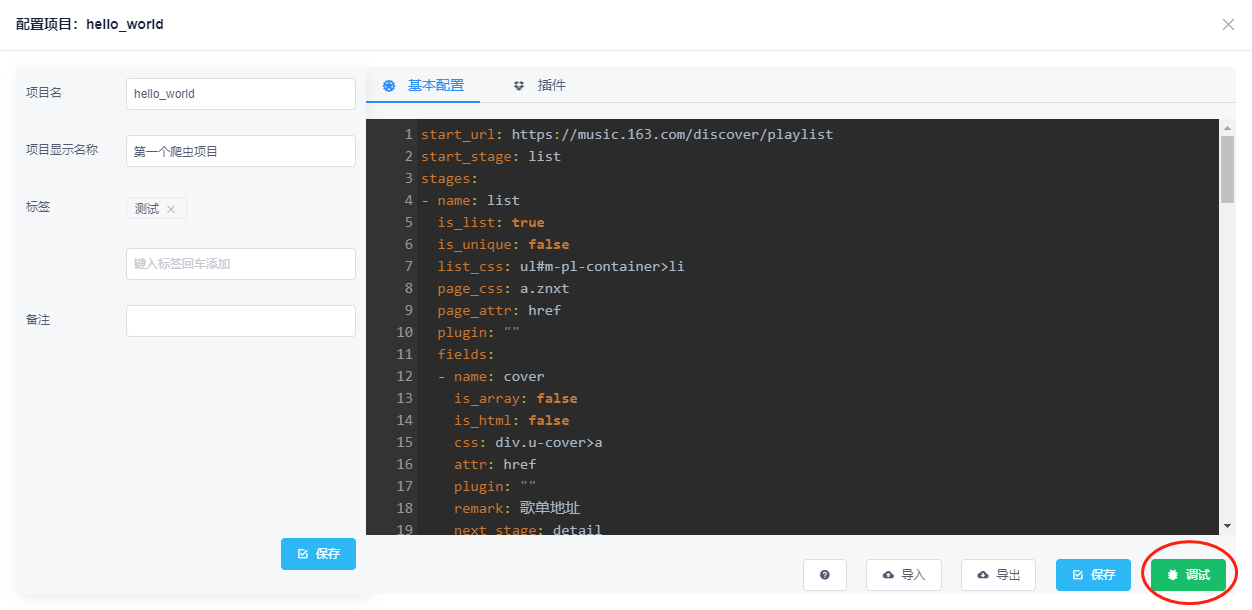 配置项目：hello_world
项目名
hello_world
项目显示名称
第一个爬虫项目
标签
测试
键入标签回车添加
备注
保存
基本配置
插件
1 start_url: https://music.163.com/discover/playlist
2 start_stage: list
3 stages:
4 - name: list
5 is_list: true
6 is_unique: false
7 list_css: ul#m-pl-container>li
8 page_css: a.znxt
9 page_attr: href
10 plugin: ""
11 fields:
12 - name: cover
13 is_array: false
14 is_html: false
15 css: div.u-cover>a
16 attr: href
17 plugin: ""
18 remark: 歌单地址
19 next_stage: detail
导入
导出
保存
调试